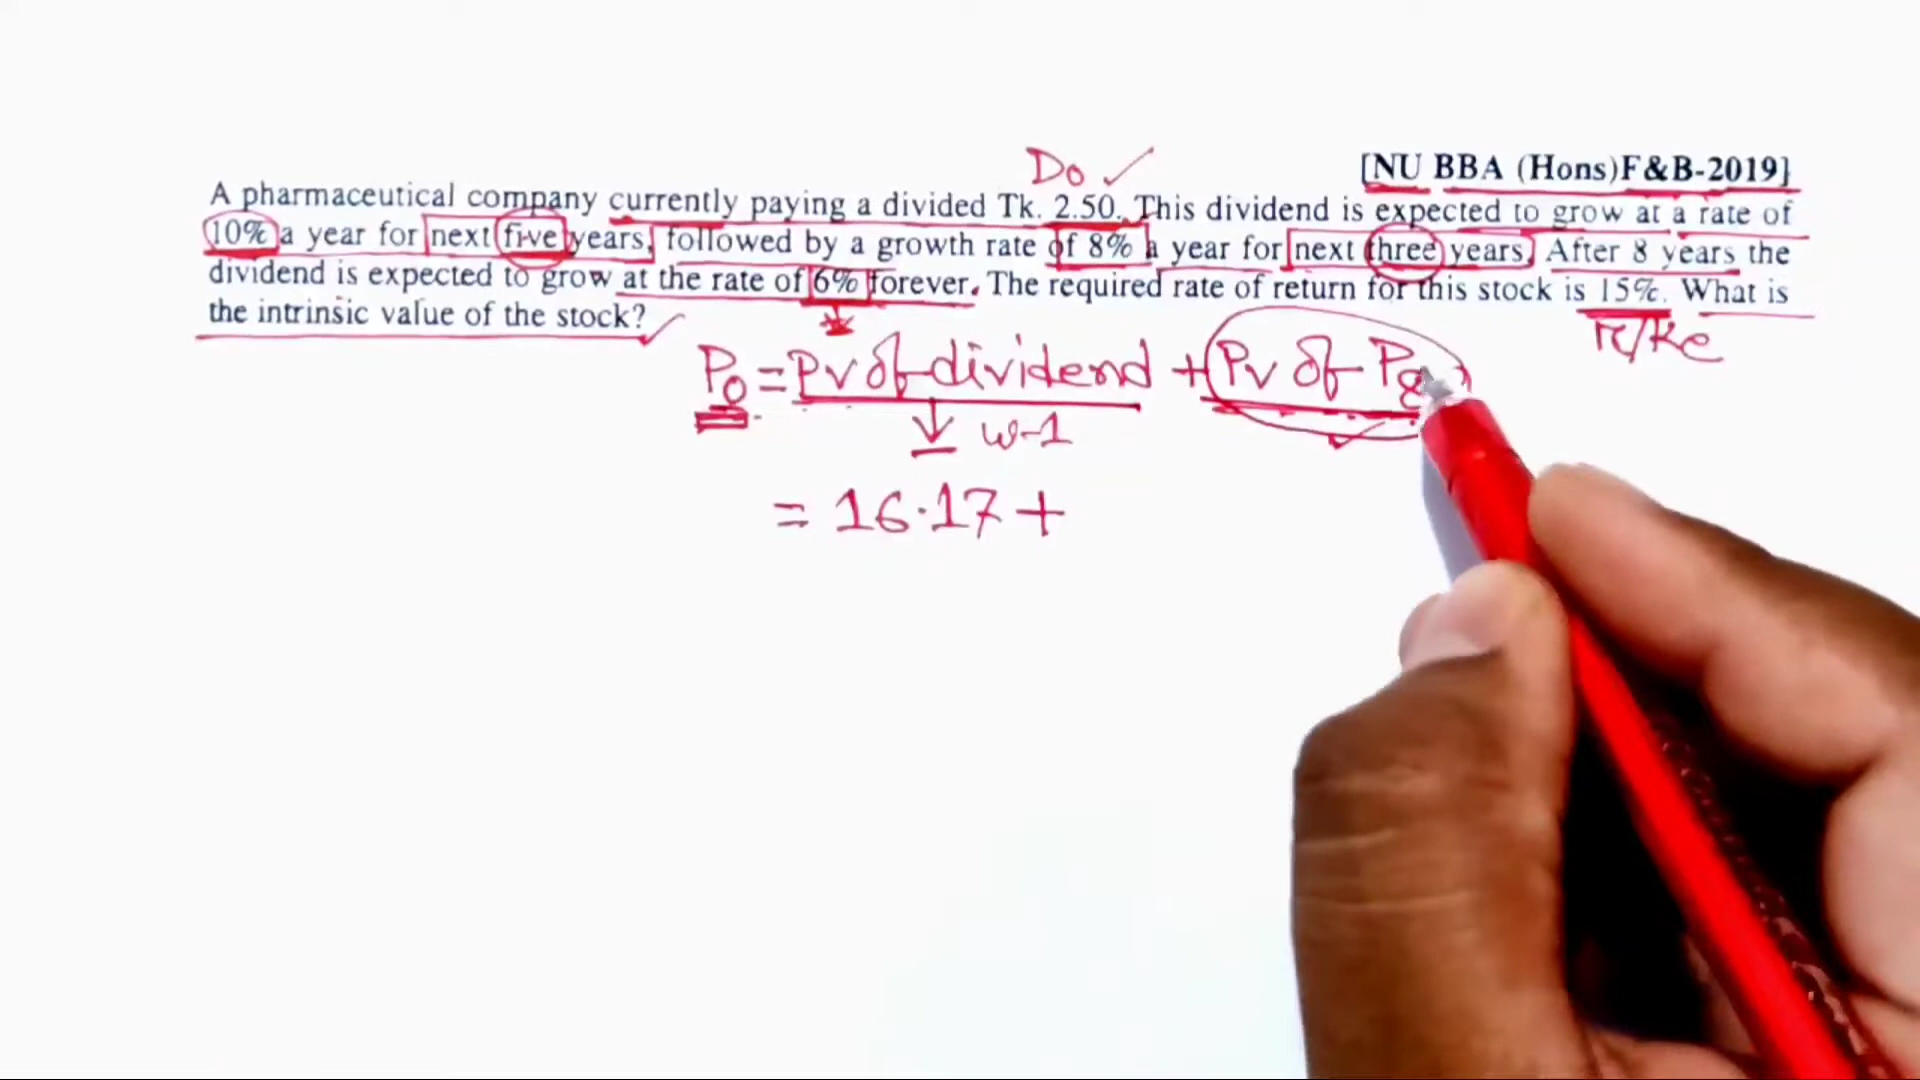 Do ✓
[NU BBA (Hons)F&B-2019]
A pharmaceutical company currently paying a divided Tk. 2.50. This dividend is expected to grow at a rate of
10% a year for next five years, followed by a growth rate of 8% a year for next three years. After 8 years the
dividend is expected to grow at the rate of 6% forever. The required rate of return for this stock is 15%. What is
the intrinsic value of the stock?
r/ke
P0 = Pv of dividend + Pv of P8
w-1
= 16.17 +